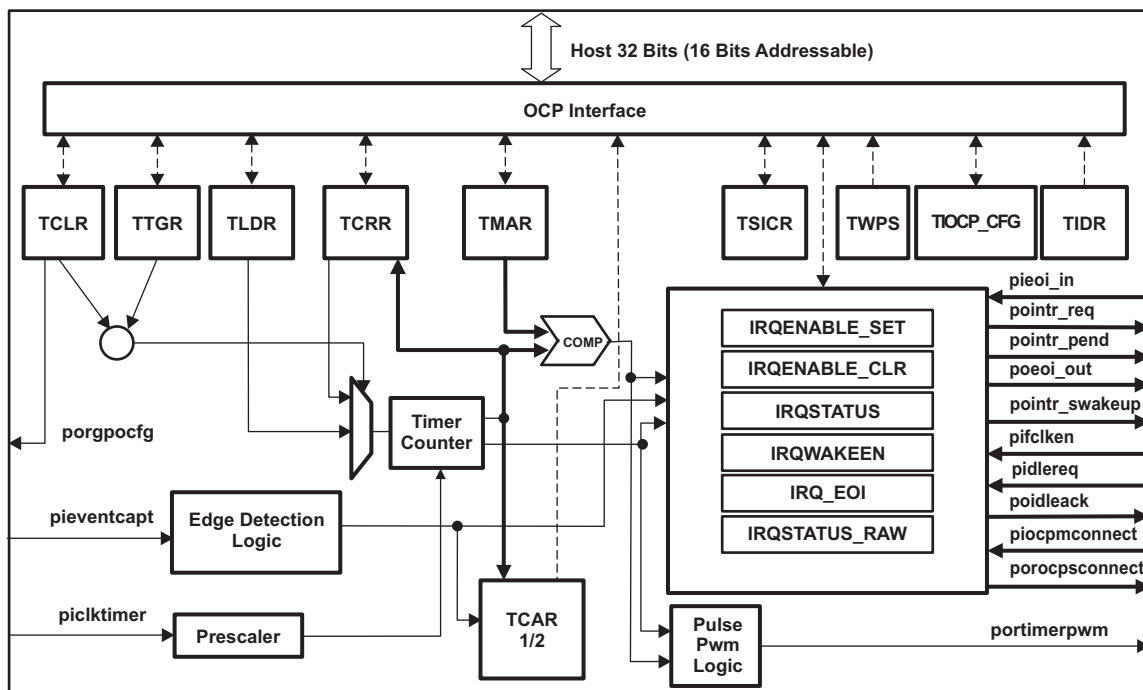 Host 32 Bits (16 Bits Addressable)
OCP Interface
TCLR
TTGR
TLDR
TCRR
TMAR
TSICR
TWPS
TIOCP_CFG
TIDR
pieoi_in
pointr_req
pointr_pend
poeoi_out
pointr_swakeup
pifclken
pidlereq
poidleack
piocpmconnect
porocpsconnect
IRQENABLE_SET
IRQENABLE_CLR
IRQSTATUS
IRQWAKEEN
IRQ_EOI
IRQSTATUS_RAW
COMP
Timer
Counter
porgpocfg
pieventcapt
Edge Detection
Logic
piclktimer
Prescaler
TCAR
1/2
Pulse
Pwm
Logic
portimerpwm